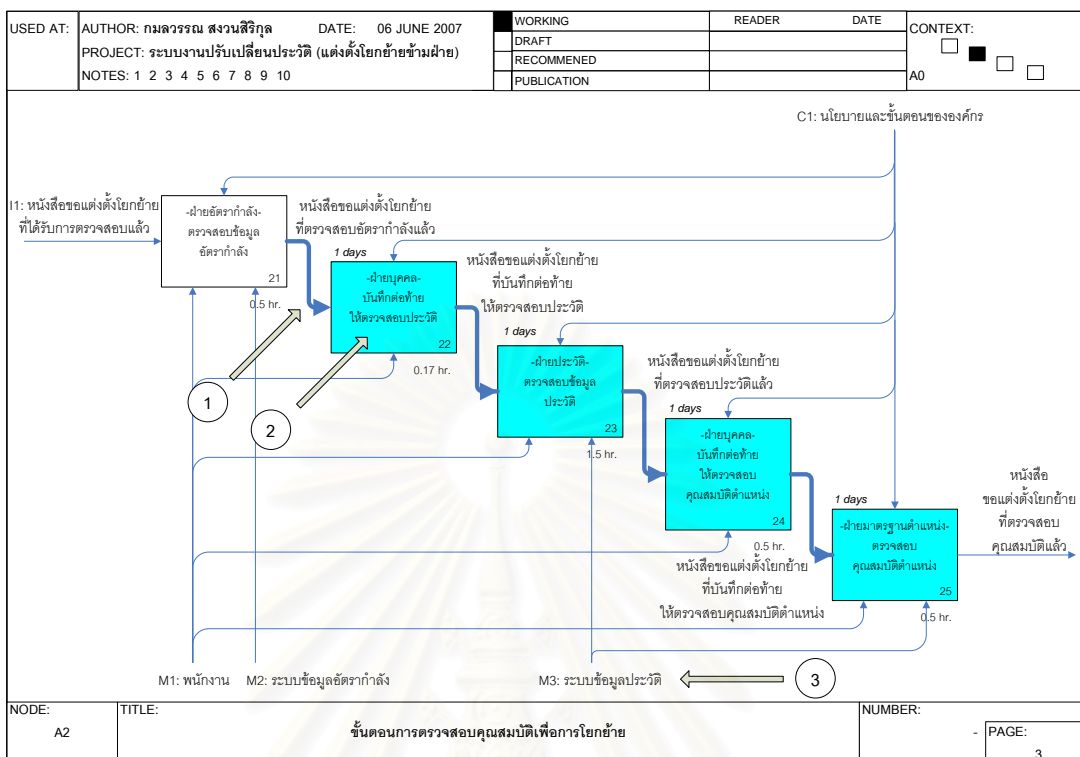 USED AT:
AUTHOR: กมลวรรณ สงวนสิริกุล DATE: 06 JUNE 2007
PROJECT: ระบบงานปรับเปลี่ยนประวัติ (แต่งตั้งโยกย้ายข้ามฝ่าย)
NOTES: 1 2 3 4 5 6 7 8 9 10
WORKING
DRAFT
RECOMMENED
PUBLICATION
READER DATE
CONTEXT:
A0
C1: นโยบายและขั้นตอนขององค์กร
I1: หนังสือขอแต่งตั้งโยกย้าย
ที่ได้รับการตรวจสอบแล้ว
-ฝ่ายอัตรากำลัง-
ตรวจสอบข้อมูล
อัตรากำลัง
21
0.5 hr.
หนังสือขอแต่งตั้งโยกย้าย
ที่ตรวจสอบอัตรากำลังแล้ว
1 days
-ฝ่ายบุคคล-
บันทึกต่อท้าย
ให้ตรวจสอบประวัติ
22
0.17 hr.
หนังสือขอแต่งตั้งโยกย้าย
ที่บันทึกต่อท้าย
ให้ตรวจสอบประวัติ
1 days
-ฝ่ายประวัติ-
ตรวจสอบข้อมูล
ประวัติ
23
1.5 hr.
หนังสือขอแต่งตั้งโยกย้าย
ที่ตรวจสอบประวัติแล้ว
1 days
-ฝ่ายบุคคล-
บันทึกต่อท้าย
ให้ตรวจสอบ
คุณสมบัติตำแหน่ง
24
0.5 hr.
หนังสือขอแต่งตั้งโยกย้าย
ที่บันทึกต่อท้าย
ให้ตรวจสอบคุณสมบัติตำแหน่ง
1 days
-ฝ่ายมาตรฐานตำแหน่ง-
ตรวจสอบ
คุณสมบัติตำแหน่ง
25
0.5 hr.
หนังสือ
ขอแต่งตั้งโยกย้าย
ที่ตรวจสอบ
คุณสมบัติแล้ว
1
2
3
M1: พนักงาน
M2: ระบบข้อมูลอัตรากำลัง
M3: ระบบข้อมูลประวัติ
NODE:
A2
TITLE:
ขั้นตอนการตรวจสอบคุณสมบัติเพื่อการโยกย้าย
NUMBER:
-
PAGE:
3